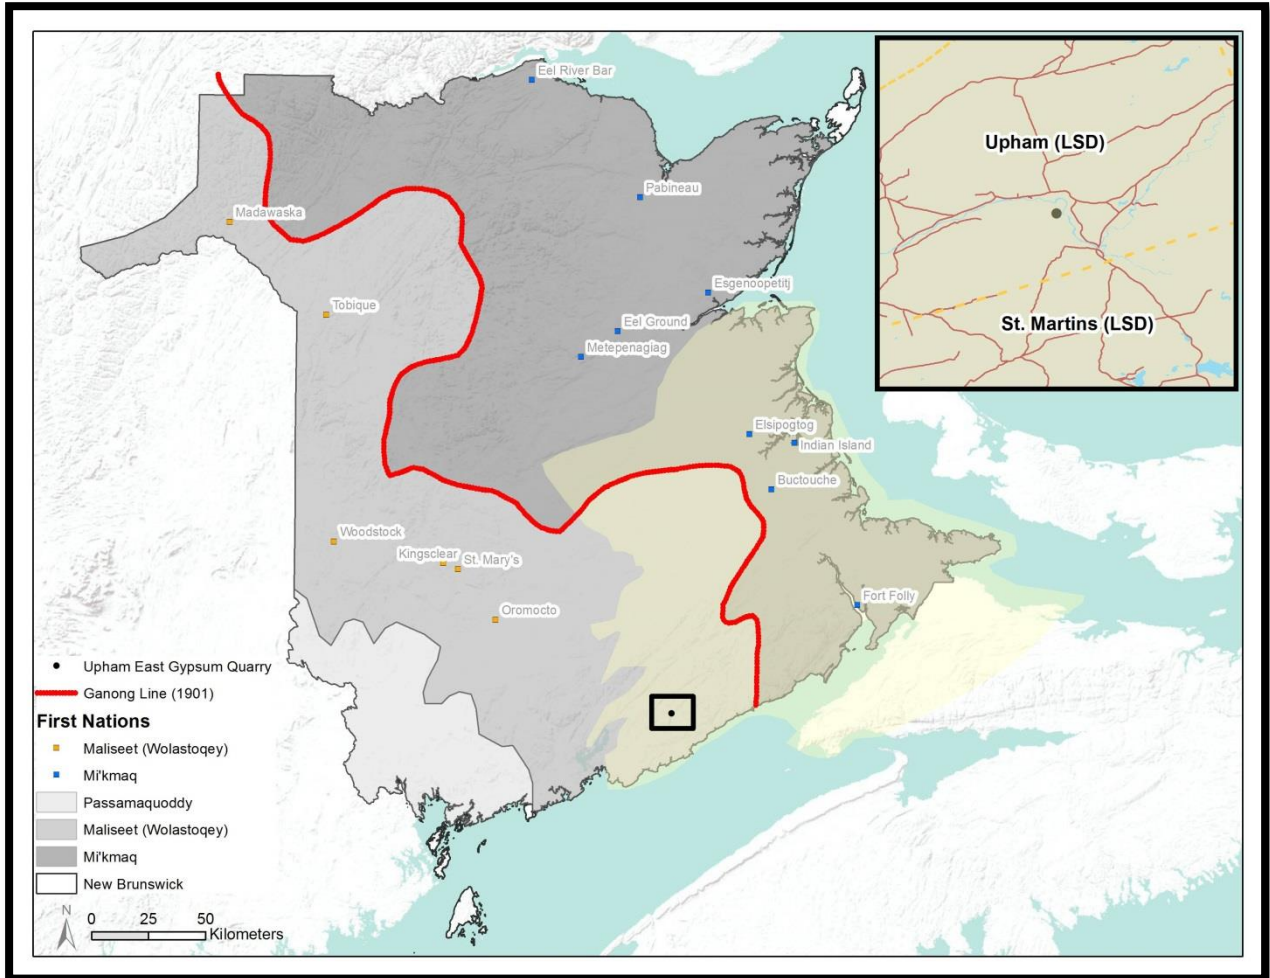 Eel River Bar
Upham (LSD)
Pabineau
Madawaska
Esgenoopetitj
Tobique
Eel Ground
St. Martins (LSD)
Metepenagiag
Elsipogtog
Indian Island
Buctouche
Woodstock
Kingsclear
St. Mary's
Oromocto
Fort Folly
Upham East Gypsum Quarry
Ganong Line (1901)
First Nations
Maliseet (Wolastoqey)
Mi'kmaq
Passamaquoddy
Maliseet (Wolastoqey)
Mi'kmaq
New Brunswick
N
0 25 50
Kilometers